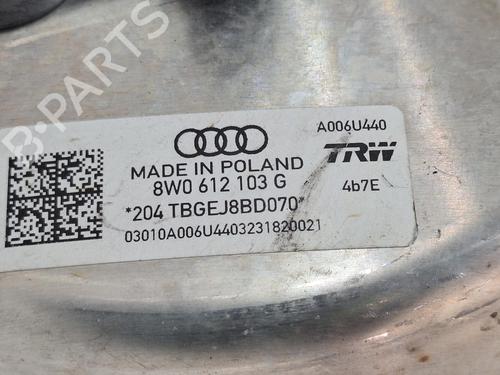 B-PARTS
A006U440
MADE IN POLAND
TRW
8W0 612 103 G
4b7E
*204 TBGEJ8BD070*
03010A006U4403231820021